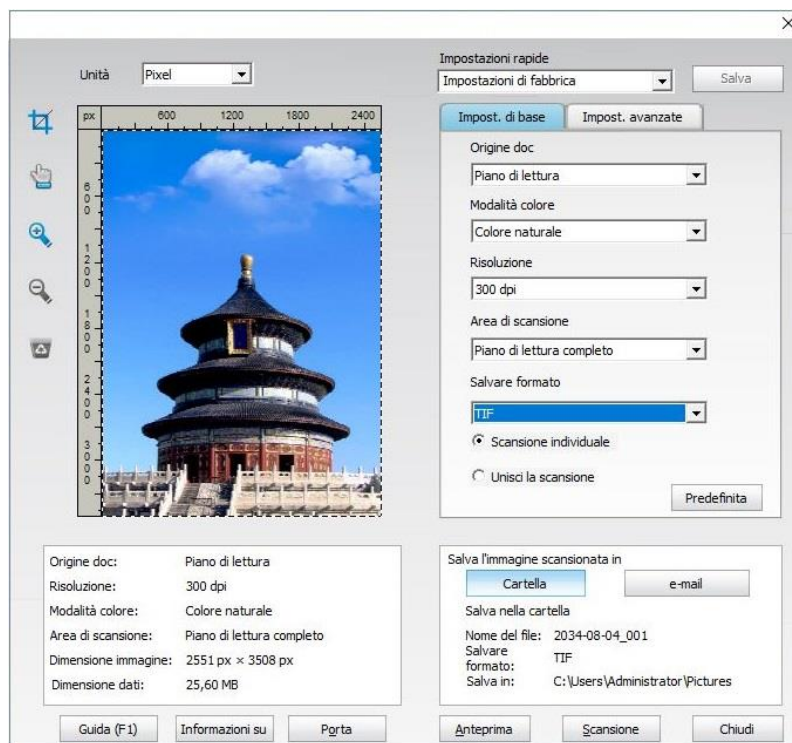 Unità Pixel
Impostazioni rapide
Impostazioni di fabbrica Salva
px 600 1200 1800 2400
600
1200
1800
2400
3000
Impost. di base Impost. avanzate
Origine doc
Piano di lettura
Modalità colore
Colore naturale
Risoluzione
300 dpi
Area di scansione
Piano di lettura completo
Salvare formato
TIF
Scansione individuale
Unisci la scansione
Predefinita
Origine doc: Piano di lettura
Risoluzione: 300 dpi
Modalità colore: Colore naturale
Area di scansione: Piano di lettura completo
Dimensione immagine: 2551 px × 3508 px
Dimensione dati: 25,60 MB
Salva l'immagine scansionata in
Cartella e-mail
Salva nella cartella
Nome del file: 2034-08-04_001
Salvare
formato: TIF
Salva in: C:\Users\Administrator\Pictures
Guida (F1) Informazioni su Porta Anteprima Scansione Chiudi